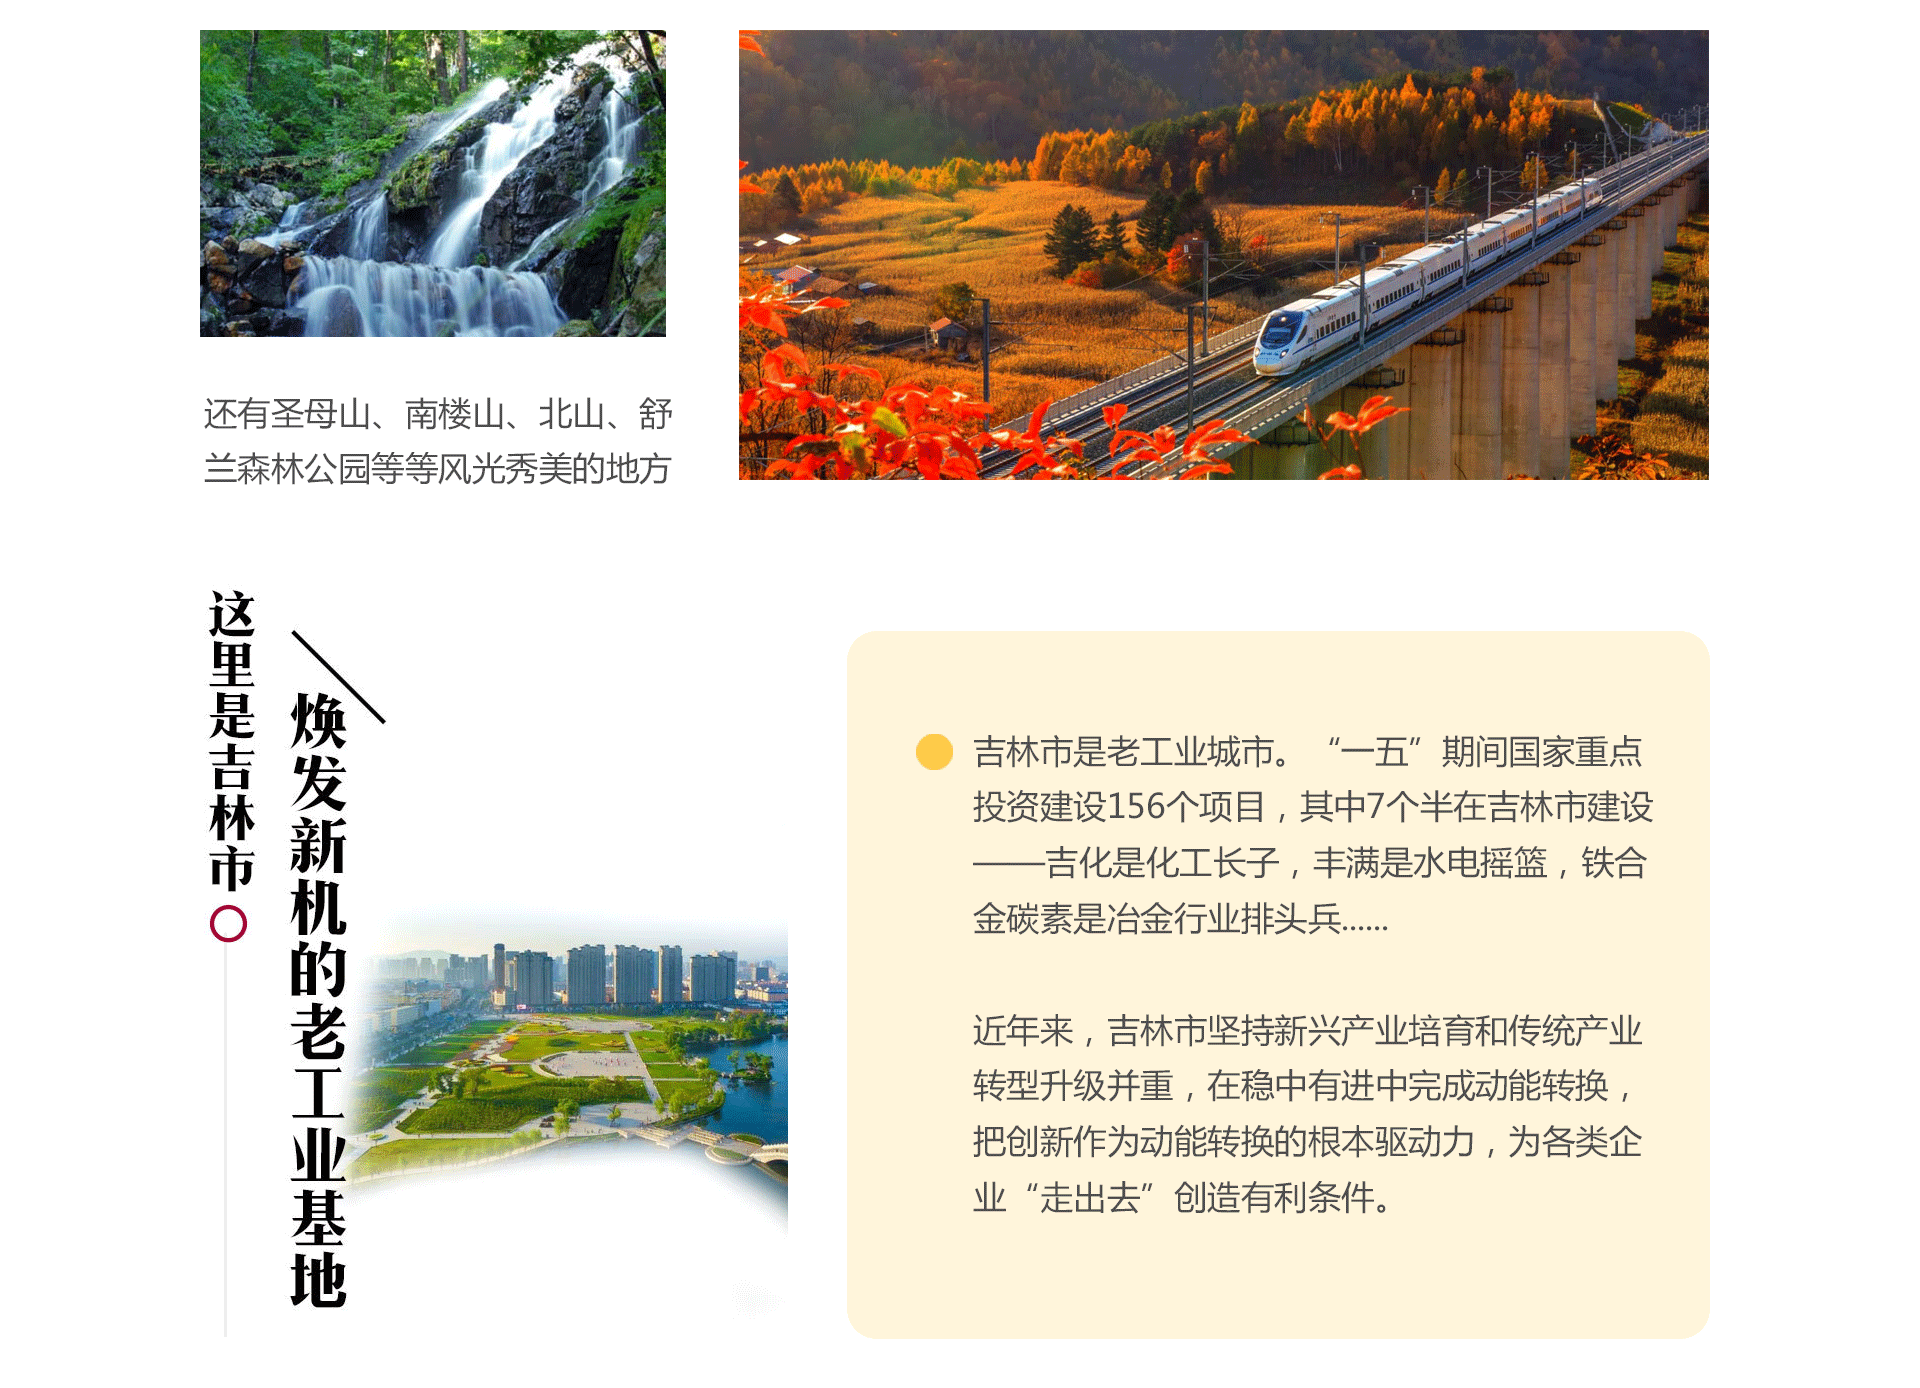 还有圣母山、南楼山、北山、舒
兰森林公园等等风光秀美的地方
这里是吉林市
焕发新机的老工业基地
吉林市是老工业城市。“一五”期间国家重点
投资建设156个项目，其中7个半在吉林市建设
——吉化是化工长子，丰满是水电摇篮，铁合
金碳素是冶金行业排头兵......
近年来，吉林市坚持新兴产业培育和传统产业
转型升级并重，在稳中有进中完成动能转换，
把创新作为动能转换的根本驱动力，为各类企
业“走出去”创造有利条件。